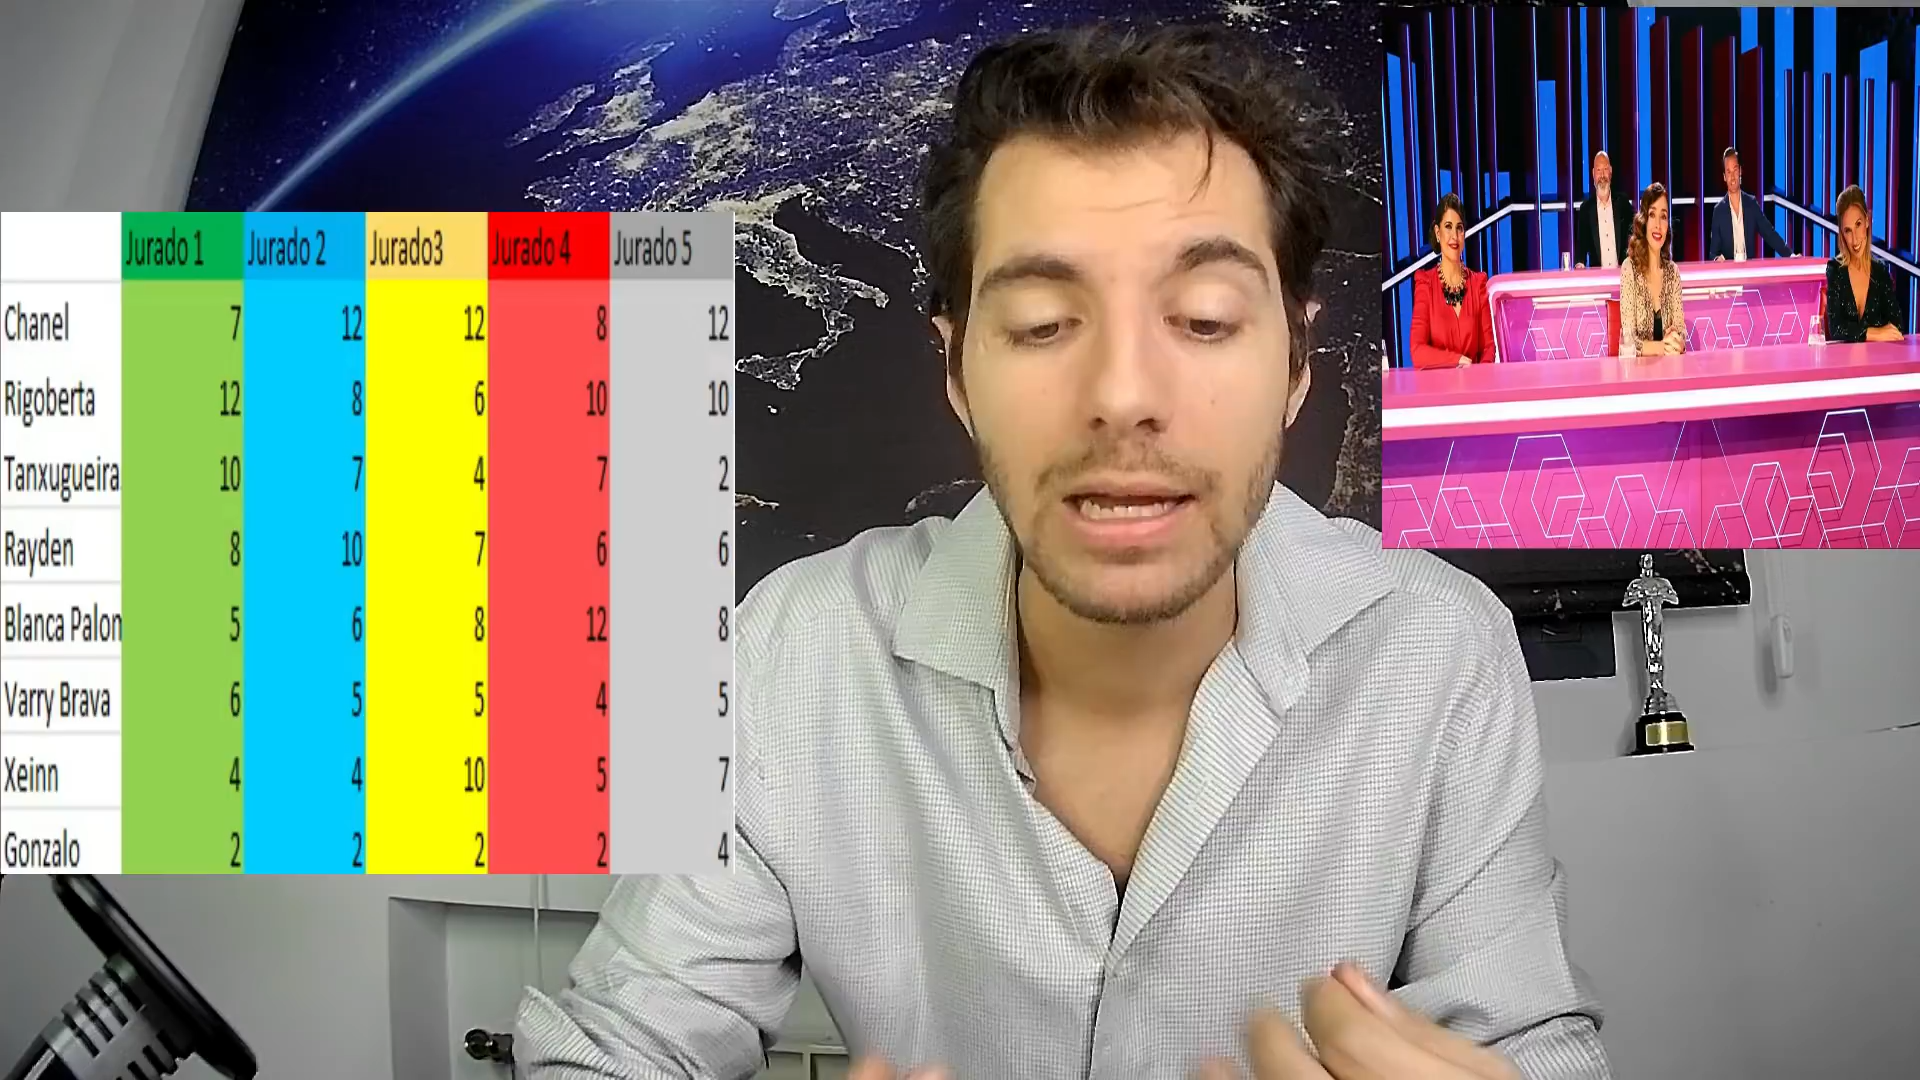 Jurado 1 Jurado 2 Jurado3 Jurado 4 Jurado 5
Chanel 7 12 12 8 12
Rigoberta 12 8 6 10 10
Tanxugueira 10 7 4 7 2
Rayden 8 10 7 6 6
Blanca Palon 5 6 8 12 8
Varry Brava 6 5 5 4 5
Xeinn 4 4 10 5 7
Gonzalo 2 2 2 2 4